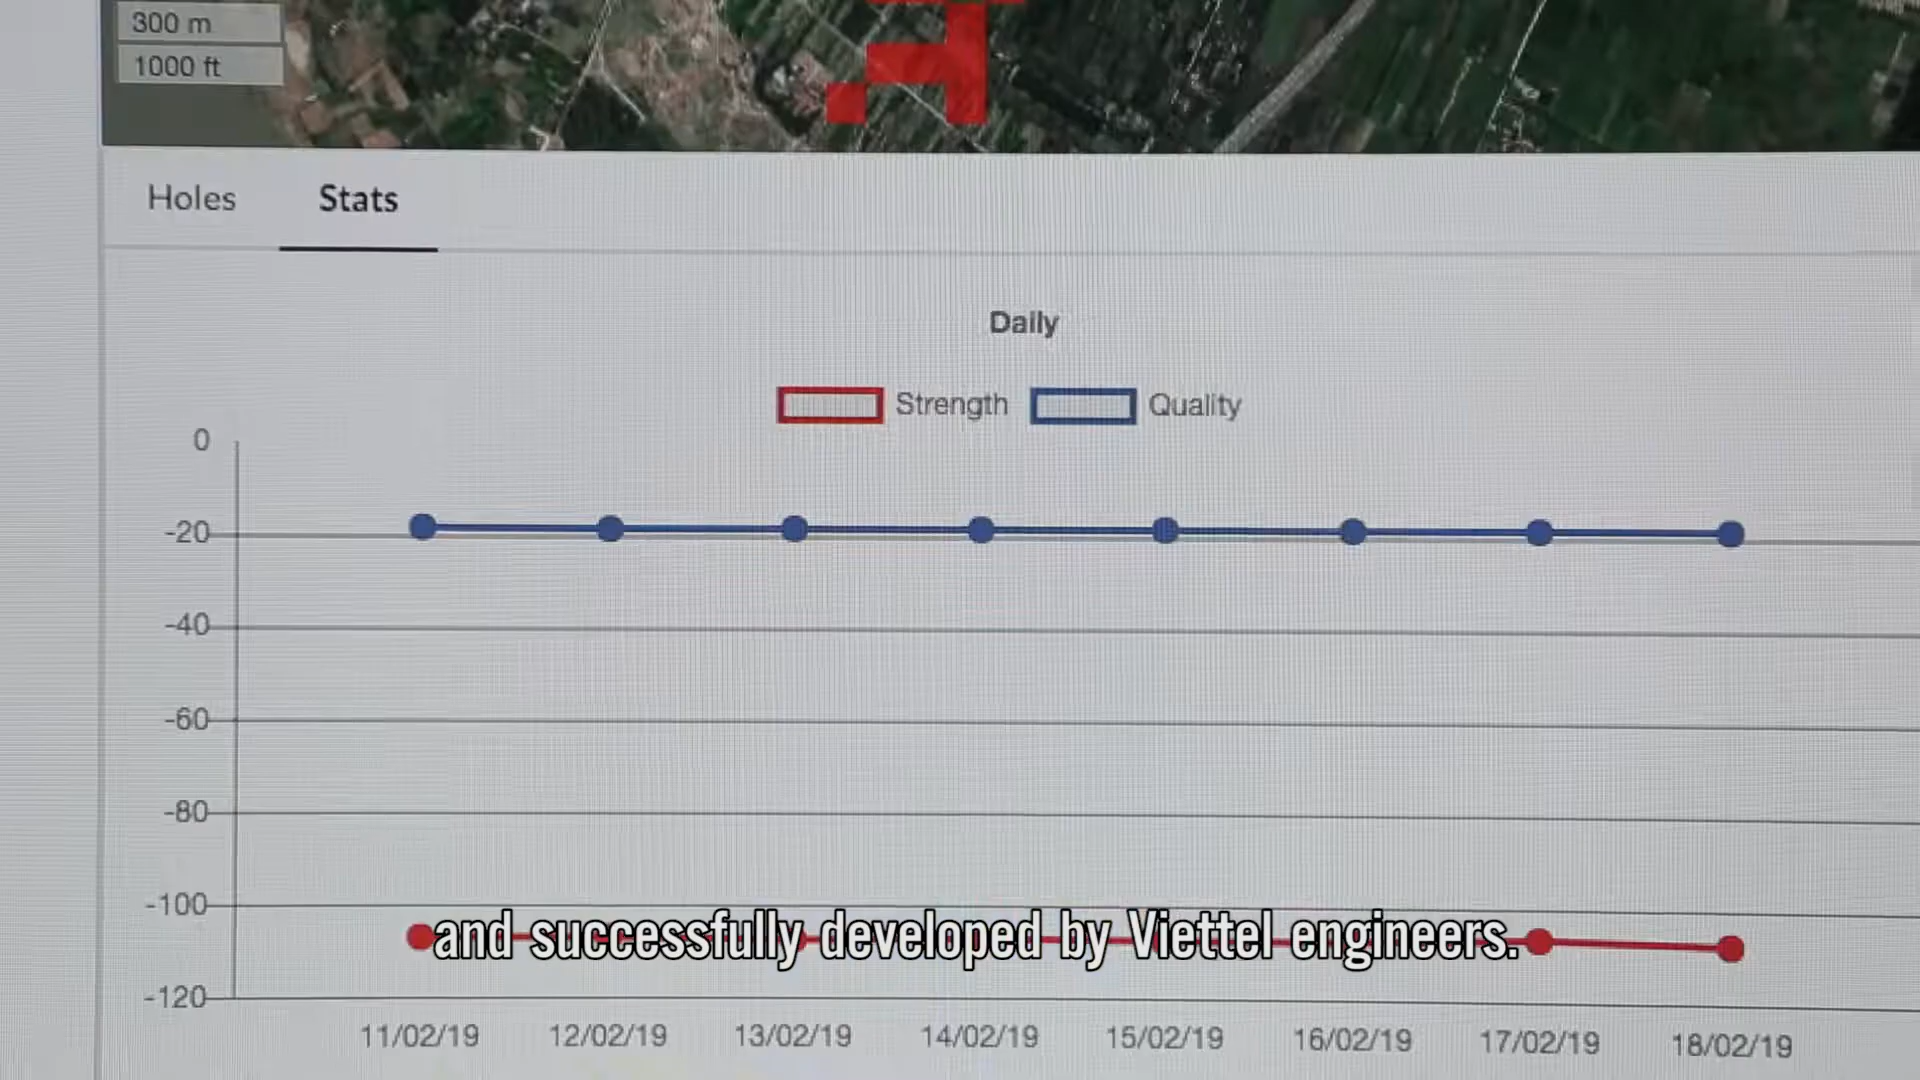 300 m
1000 ft
Holes Stats
Daily
Strength Quality
0
-20
-40
-60
-80
-100
and successfully developed by Viettel engineers.
-120
11/02/19 12/02/19 13/02/19 14/02/19 15/02/19 16/02/19 17/02/19 18/02/19